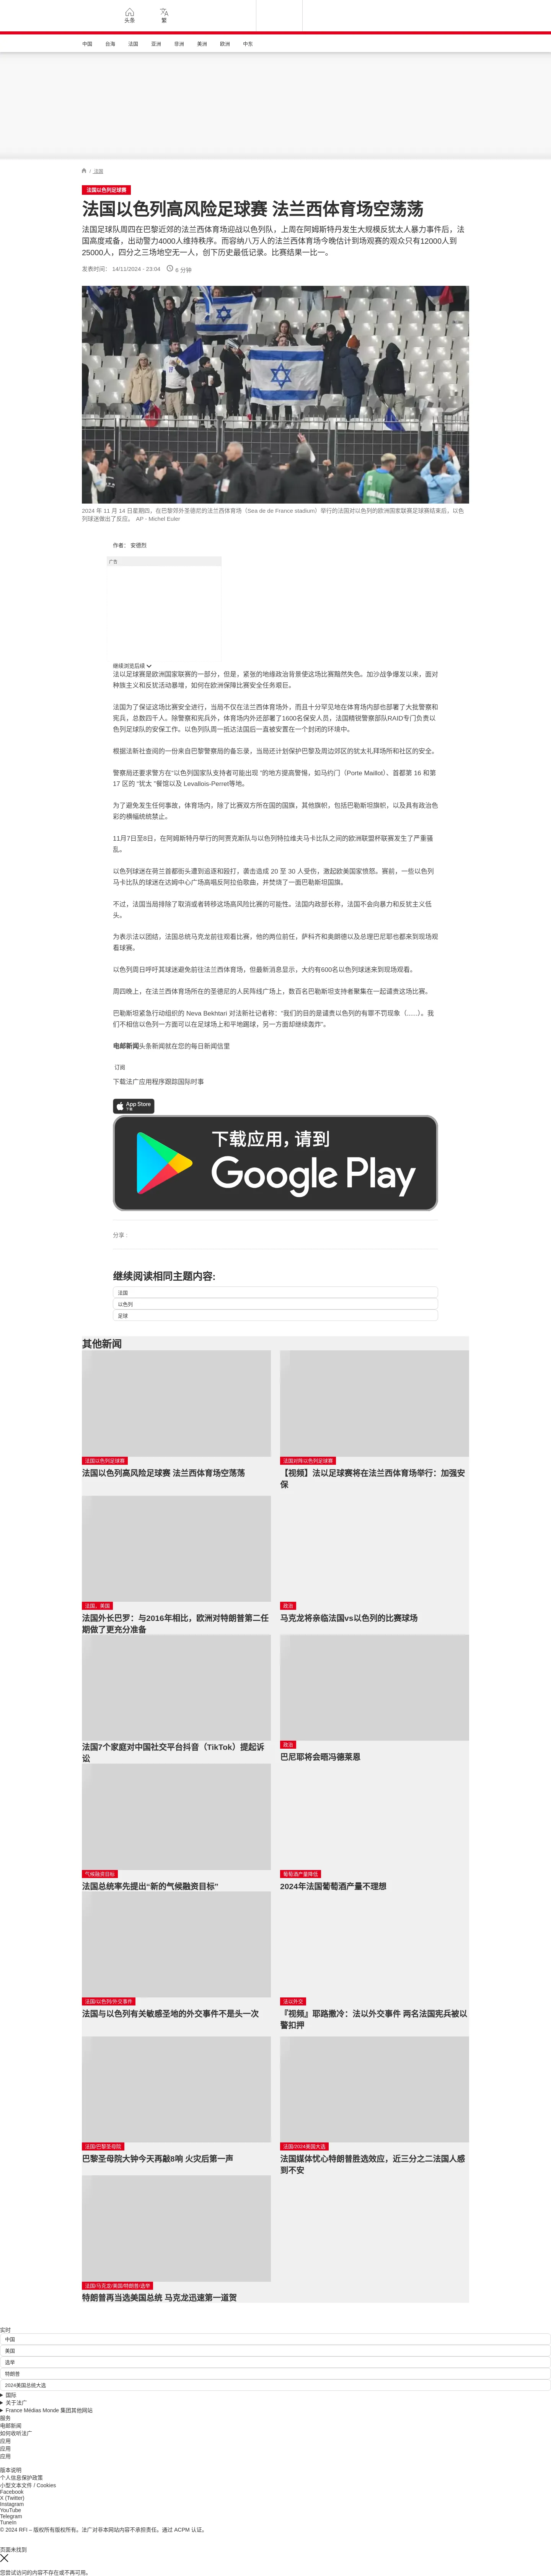 头条
繁
中国 台海 法国 亚洲 非洲 美洲 欧洲 中东
/ 法国
法国以色列足球赛
法国以色列高风险足球赛 法兰西体育场空荡荡
法国足球队周四在巴黎近郊的法兰西体育场迎战以色列队，上周在阿姆斯特丹发生大规模反犹太人暴力事件后，法
国高度戒备，出动警力4000人维持秩序。而容纳八万人的法兰西体育场今晚估计到场观赛的观众只有12000人到
25000人，四分之三场地空无一人，创下历史最低记录。比赛结果一比一。
发表时间： 14/11/2024 - 23:04 6 分钟
2024 年 11 月 14 日星期四，在巴黎郊外圣德尼的法兰西体育场（Sea de de France stadium）举行的法国对以色列的欧洲国家联赛足球赛结束后，以色
列球迷做出了反应。 AP - Michel Euler
作者： 安德烈
广告
继续浏览后续
法以足球赛是欧洲国家联赛的一部分，但是，紧张的地缘政治背景使这场比赛黯然失色。加沙战争爆发以来，面对
种族主义和反犹活动暴增，如何在欧洲保障比赛安全任务艰巨。
法国为了保证这场比赛安全进行，当局不仅在法兰西体育场外，而且十分罕见地在体育场内部也部署了大批警察和
宪兵，总数四千人。除警察和宪兵外，体育场内外还部署了1600名保安人员，法国精锐警察部队RAID专门负责以
色列足球队的安保工作。以色列队周一抵达法国后一直被安置在一个封闭的环境中。
根据法新社查阅的一份来自巴黎警察局的备忘录，当局还计划保护巴黎及周边郊区的犹太礼拜场所和社区的安全。
警察局还要求警方在“以色列国家队支持者可能出现 ”的地方提高警惕，如马约门（Porte Maillot）、首都第 16 和第
17 区的 “犹太 ”餐馆以及 Levallois-Perret等地。
为了避免发生任何事故，体育场内，除了比赛双方所在国的国旗，其他旗帜，包括巴勒斯坦旗帜，以及具有政治色
彩的横幅统统禁止。
11月7日至8日，在阿姆斯特丹举行的阿贾克斯队与以色列特拉维夫马卡比队之间的欧洲联盟杯联赛发生了严重骚
乱。
以色列球迷在荷兰首都街头遭到追逐和殴打，袭击造成 20 至 30 人受伤，激起欧美国家愤怒。赛前，一些以色列
马卡比队的球迷在达姆中心广场高唱反阿拉伯歌曲，并焚烧了一面巴勒斯坦国旗。
不过，法国当局排除了取消或者转移这场高风险比赛的可能性。法国内政部长称，法国不会向暴力和反犹主义低
头。
为表示法以团结，法国总统马克龙前往观看比赛，他的两位前任，萨科齐和奥朗德以及总理巴尼耶也都来到现场观
看球赛。
以色列周日呼吁其球迷避免前往法兰西体育场，但最新消息显示，大约有600名以色列球迷来到现场观看。
周四晚上，在法兰西体育场所在的圣德尼的人民阵线广场上，数百名巴勒斯坦支持者聚集在一起谴责这场比赛。
巴勒斯坦紧急行动组织的 Neva Bekhtari 对法新社记者称：“我们的目的是谴责以色列的有罪不罚现象（......）。我
们不相信以色列一方面可以在足球场上和平地踢球，另一方面却继续轰炸”。
电邮新闻头条新闻就在您的每日新闻信里
订阅
下载法广应用程序跟踪国际时事
App Store
下载
下载应用，请到
Google Play
分享 :
继续阅读相同主题内容:
法国
以色列
足球
其他新闻
法国以色列足球赛
法国以色列高风险足球赛 法兰西体育场空荡荡
法国对阵以色列足球赛
【视频】法以足球赛将在法兰西体育场举行：加强安
保
法国，美国
法国外长巴罗：与2016年相比，欧洲对特朗普第二任
期做了更充分准备
政治
马克龙将亲临法国vs以色列的比赛球场
法国7个家庭对中国社交平台抖音（TikTok）提起诉
讼
政治
巴尼耶将会晤冯德莱恩
气候融资目标
法国总统率先提出“新的气候融资目标”
葡萄酒产量降低
2024年法国葡萄酒产量不理想
法国/以色列/外交事件
法国与以色列有关敏感圣地的外交事件不是头一次
法以外交
『视频』耶路撒冷：法以外交事件 两名法国宪兵被以
警扣押
法国/巴黎圣母院
巴黎圣母院大钟今天再敲8响 火灾后第一声
法国/2024美国大选
法国媒体忧心特朗普胜选效应，近三分之二法国人感
到不安
法国/马克龙/美国/特朗普/选举
特朗普再当选美国总统 马克龙迅速第一道贺
实时
中国
美国
选举
特朗普
2024美国总统大选
国际
关于法广
France Médias Monde 集团其他网站
服务
电邮新闻
如何收听法广
应用
应用
应用
版本说明
个人信息保护政策
小型文本文件 / Cookies
Facebook
X (Twitter)
Instagram
YouTube
Telegram
TuneIn
© 2024 RFI – 版权所有版权所有。法广对非本网站内容不承担责任。通过 ACPM 认证。
页面未找到
您尝试访问的内容不存在或不再可用。